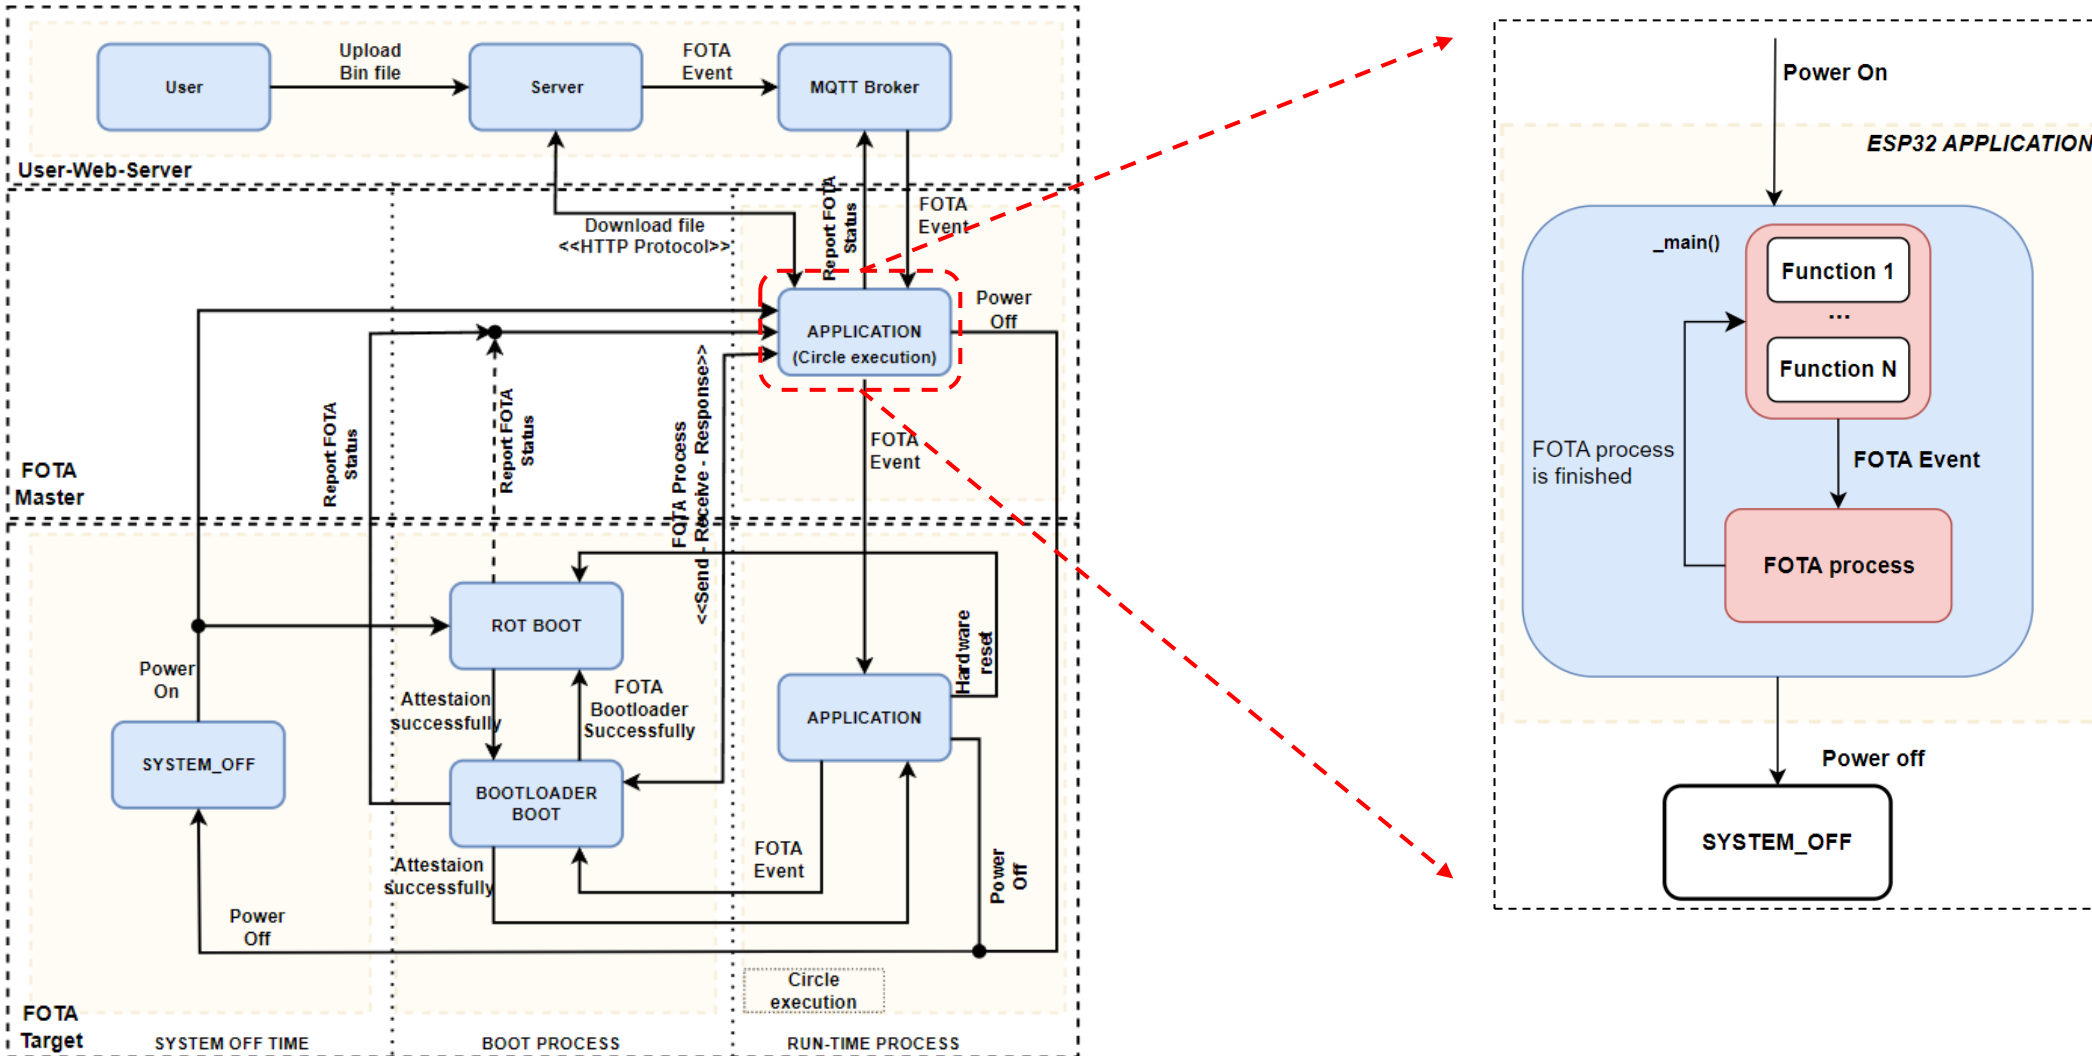 User
Upload
Bin file
Server
FOTA
Event
MQTT Broker
User-Web-Server
Download file
<<HTTP Protocol>>
Report FOTA
Status
FOTA
Event
APPLICATION
(Circle execution)
Power
Off
FOTA
Event
Report FOTA
Status
Report FOTA
Status
FOTA Process
<<Send - Receive - Response>>
FOTA
Master
ROT BOOT
Power
On
Attestaion
successfully
FOTA
Bootloader
Successfully
Hardware
reset
APPLICATION
SYSTEM_OFF
BOOTLOADER
BOOT
Attestaion
successfully
FOTA
Event
Power
Off
Power
Off
Circle
execution
FOTA
Target
SYSTEM OFF TIME
BOOT PROCESS
RUN-TIME PROCESS
Power On
ESP32 APPLICATION
_main()
Function 1
...
Function N
FOTA process
is finished
FOTA Event
FOTA process
Power off
SYSTEM_OFF